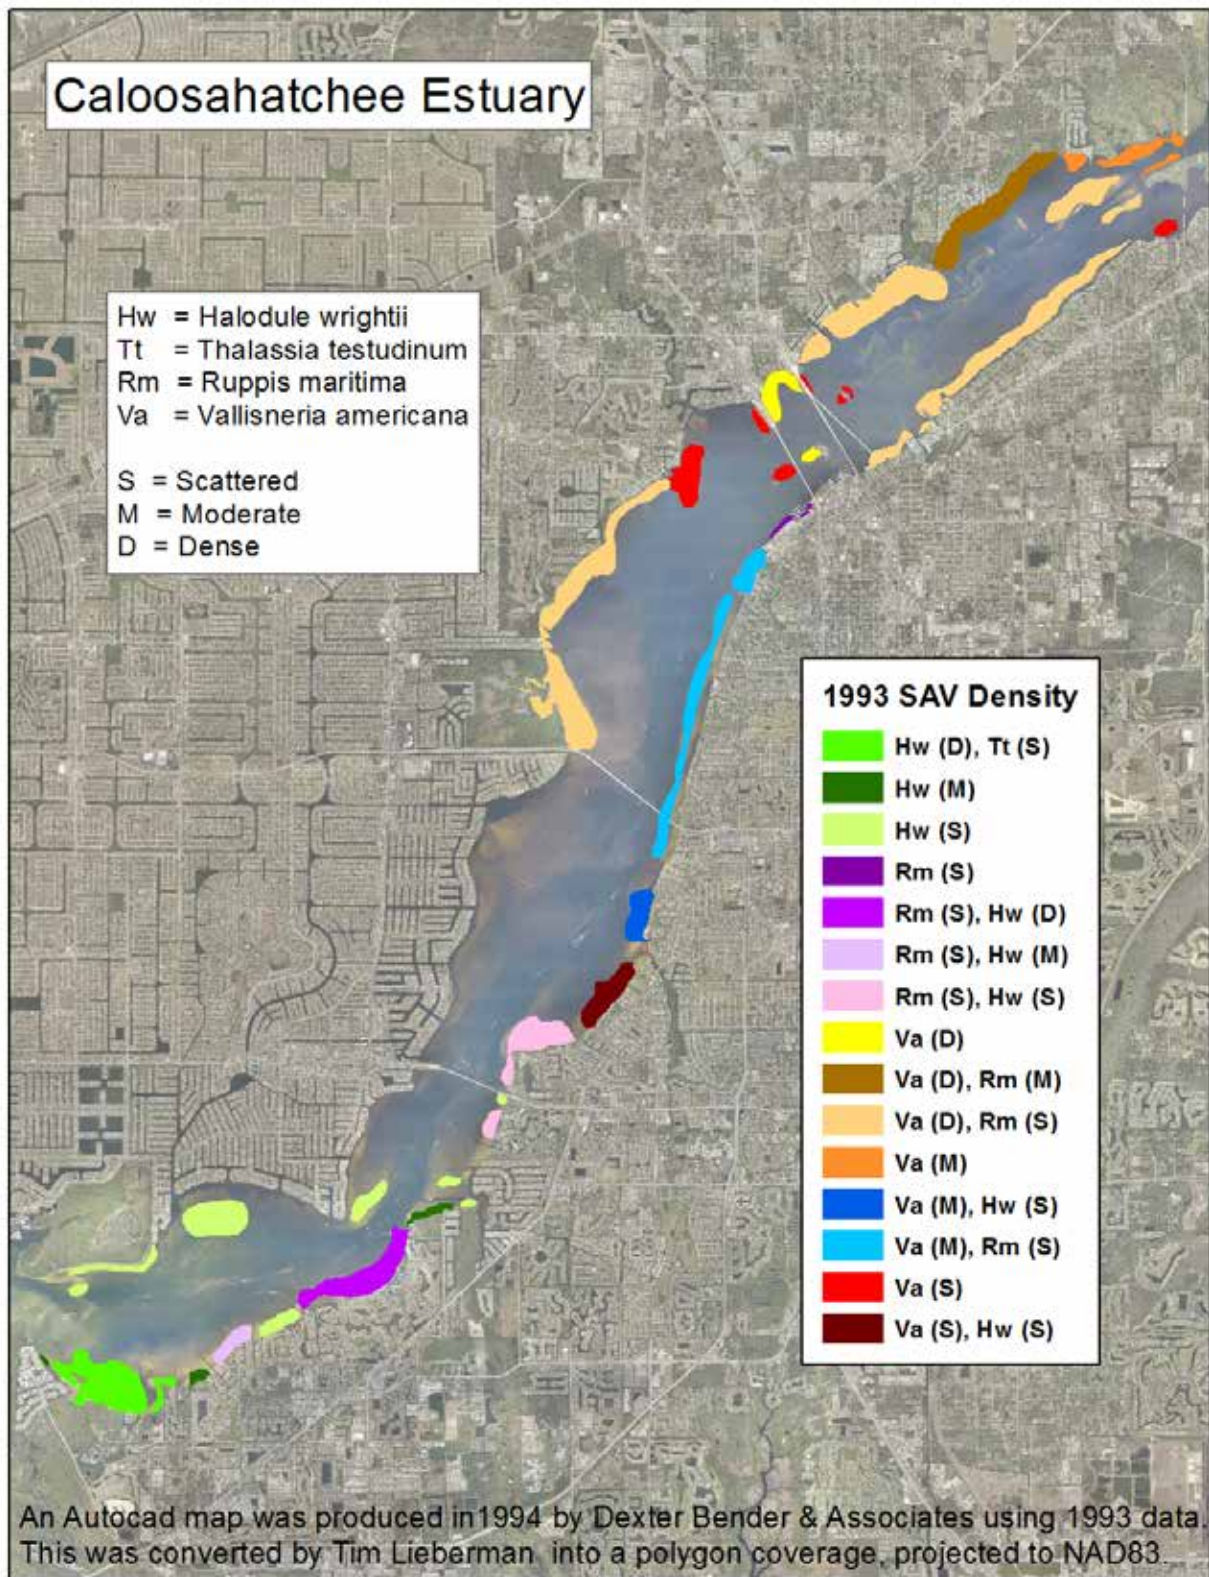 Caloosahatchee Estuary
Hw = Halodule wrightii
Tt = Thalassia testudinum
Rm = Ruppis maritima
Va = Vallisneria americana
S = Scattered
M = Moderate
D = Dense
1993 SAV Density
Hw (D), Tt (S)
Hw (M)
Hw (S)
Rm (S)
Rm (S), Hw (D)
Rm (S), Hw (M)
Rm (S), Hw (S)
Va (D)
Va (D), Rm (M)
Va (D), Rm (S)
Va (M)
Va (M), Hw (S)
Va (M), Rm (S)
Va (S)
Va (S), Hw (S)
An Autocad map was produced in1994 by Dexter Bender & Associates using 1993 data.
This was converted by Tim Lieberman into a polygon coverage, projected to NAD83.